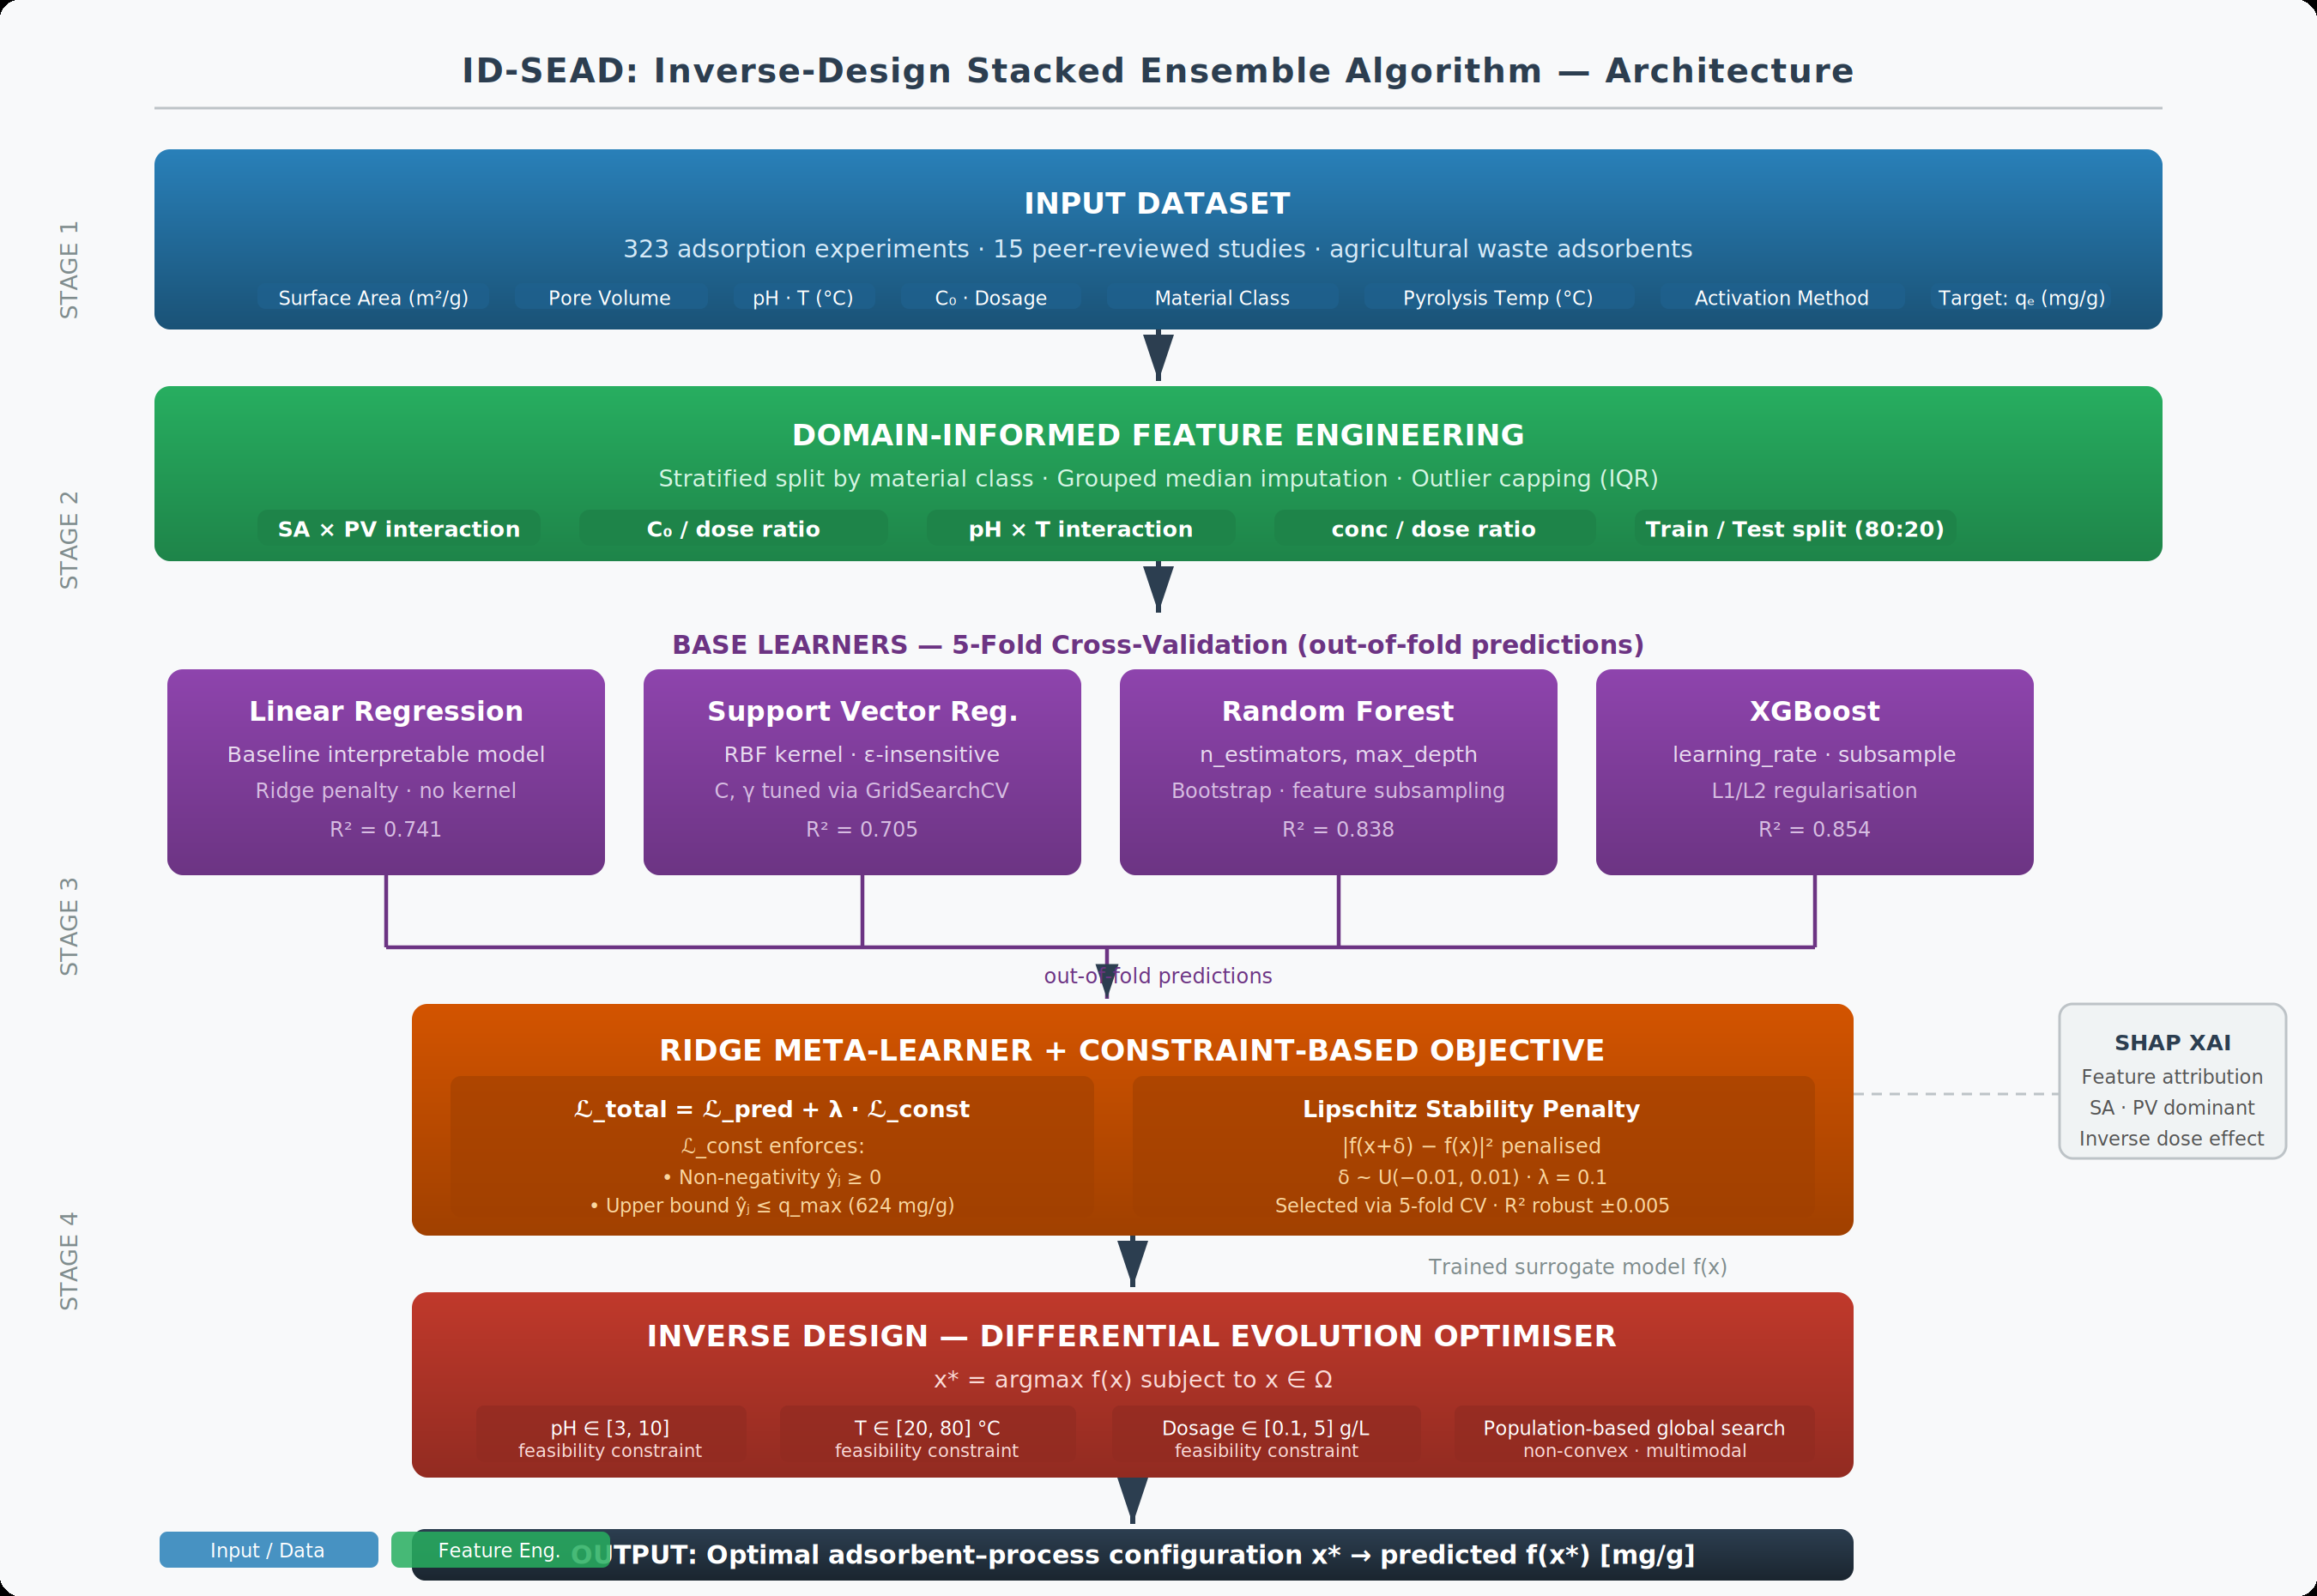 ID-SEAD: Inverse-Design Stacked Ensemble Algorithm — Architecture
STAGE 1
INPUT DATASET
323 adsorption experiments · 15 peer-reviewed studies · agricultural waste adsorbents
Surface Area (m²/g)
Pore Volume
pH · T (°C)
C₀ · Dosage
Material Class
Pyrolysis Temp (°C)
Activation Method
Target: qₑ (mg/g)
STAGE 2
DOMAIN-INFORMED FEATURE ENGINEERING
Stratified split by material class · Grouped median imputation · Outlier capping (IQR)
SA × PV interaction
C₀ / dose ratio
pH × T interaction
conc / dose ratio
Train / Test split (80:20)
BASE LEARNERS — 5-Fold Cross-Validation (out-of-fold predictions)
Linear Regression
Baseline interpretable model
Ridge penalty · no kernel
R² = 0.741
Support Vector Reg.
RBF kernel · ε-insensitive
C, γ tuned via GridSearchCV
R² = 0.705
Random Forest
n_estimators, max_depth
Bootstrap · feature subsampling
R² = 0.838
XGBoost
learning_rate · subsample
L1/L2 regularisation
R² = 0.854
STAGE 3
out-of-fold predictions
RIDGE META-LEARNER + CONSTRAINT-BASED OBJECTIVE
ℒ_total = ℒ_pred + λ · ℒ_const
ℒ_const enforces:
• Non-negativity ŷⱼ ≥ 0
• Upper bound ŷⱼ ≤ q_max (624 mg/g)
Lipschitz Stability Penalty
|f(x+δ) − f(x)|² penalised
δ ~ U(−0.01, 0.01) · λ = 0.1
Selected via 5-fold CV · R² robust ±0.005
SHAP XAI
Feature attribution
SA · PV dominant
Inverse dose effect
STAGE 4
Trained surrogate model f(x)
INVERSE DESIGN — DIFFERENTIAL EVOLUTION OPTIMISER
x* = argmax f(x) subject to x ∈ Ω
pH ∈ [3, 10]
feasibility constraint
T ∈ [20, 80] °C
feasibility constraint
Dosage ∈ [0.1, 5] g/L
feasibility constraint
Population-based global search
non-convex · multimodal
Input / Data
Feature Eng.
OUTPUT: Optimal adsorbent–process configuration x* → predicted f(x*) [mg/g]